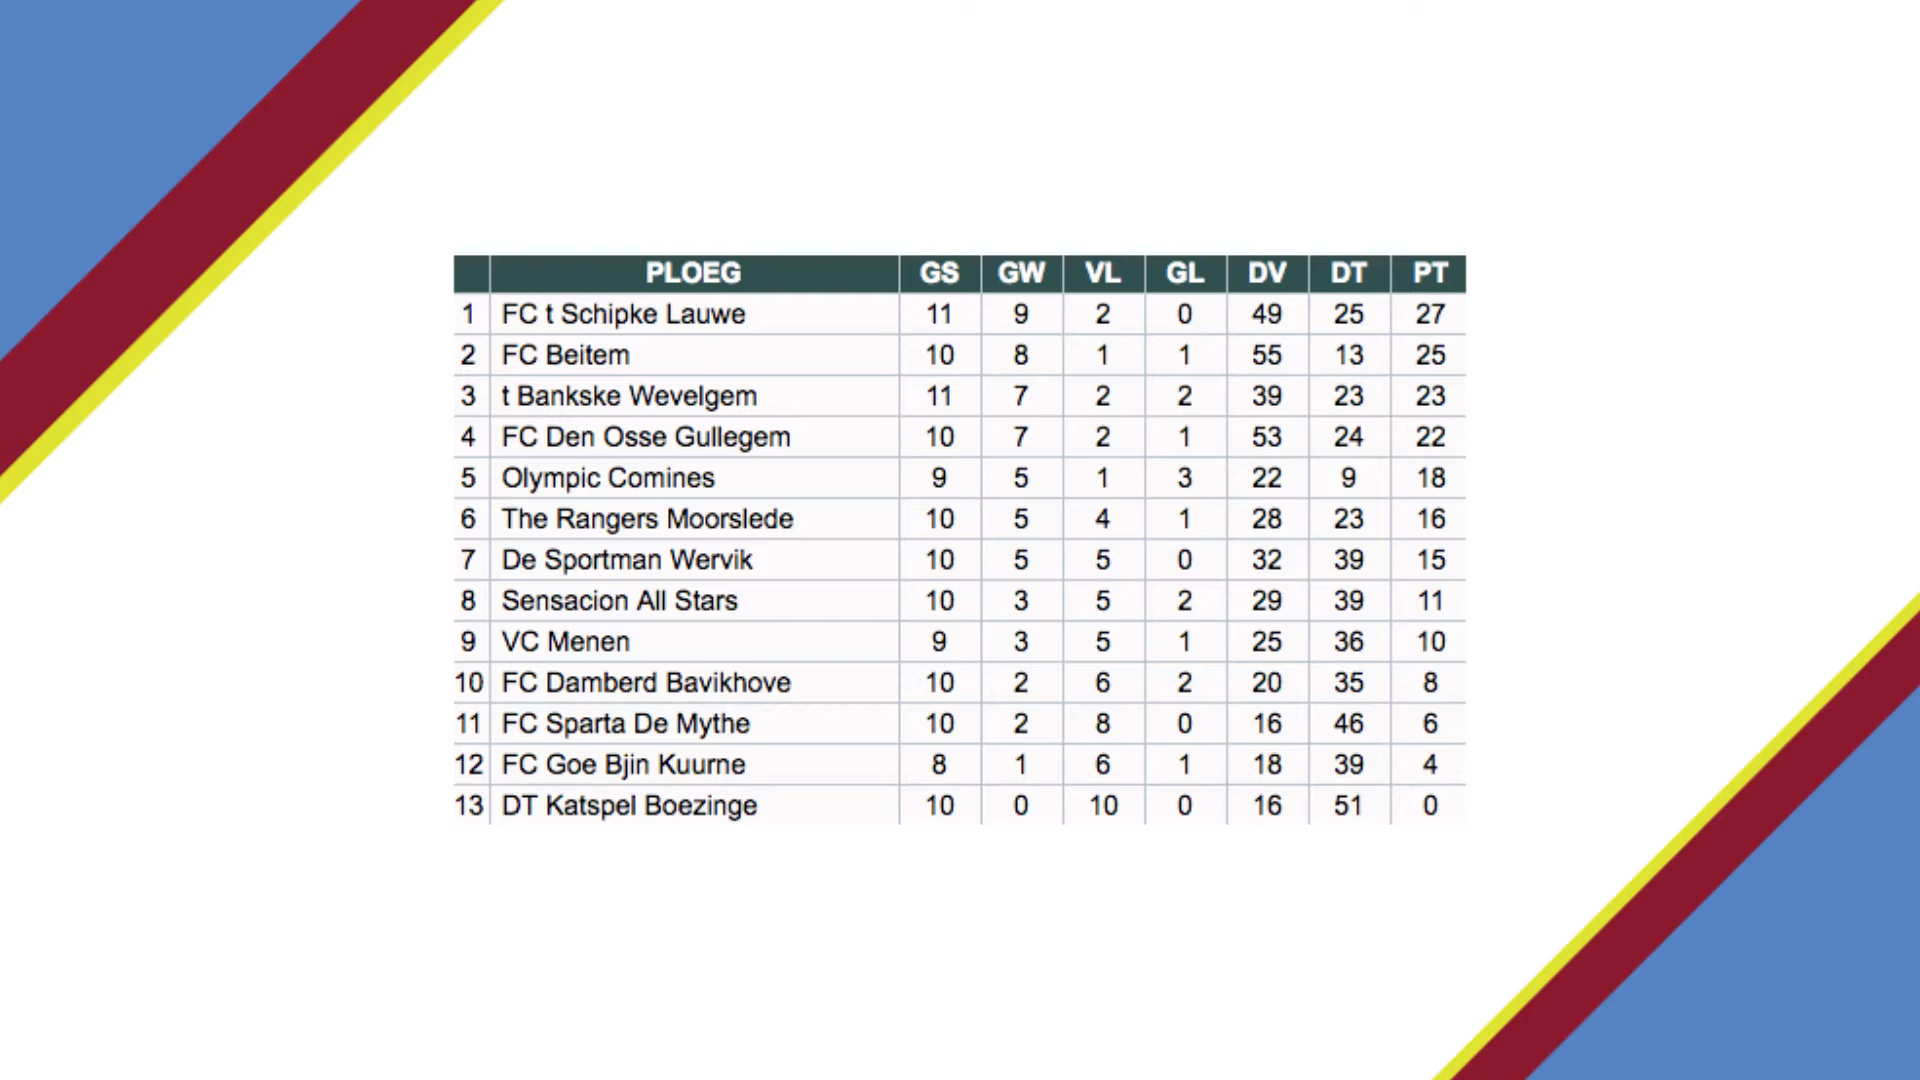 PLOEG GS GW VL GL DV DT PT
1 FC t Schipke Lauwe 11 9 2 0 49 25 27
2 FC Beitem 10 8 1 1 55 13 25
3 t Bankske Wevelgem 11 7 2 2 39 23 23
4 FC Den Osse Gullegem 10 7 2 1 53 24 22
5 Olympic Comines 9 5 1 3 22 9 18
6 The Rangers Moorslede 10 5 4 1 28 23 16
7 De Sportman Wervik 10 5 5 0 32 39 15
8 Sensacion All Stars 10 3 5 2 29 39 11
9 VC Menen 9 3 5 1 25 36 10
10 FC Damberd Bavikhove 10 2 6 2 20 35 8
11 FC Sparta De Mythe 10 2 8 0 16 46 6
12 FC Goe Bjin Kuurne 8 1 6 1 18 39 4
13 DT Katspel Boezinge 10 0 10 0 16 51 0